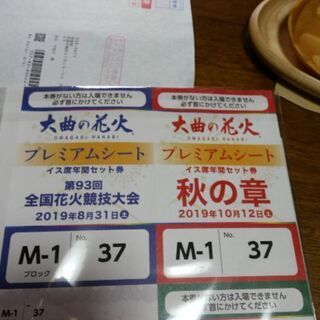 本券がない方は入場できません
必ず首にかけてください
大曲の花火
OMAGARI HANABI
プレミアムシート
イス席年間セット券
第93回
全国花火競技大会
2019年8月31日土
M-1
ブロック
No.
37
M-1
37
本券がない方は入場できません
必ず首にかけてください
大曲の花火
OMAGARI HANABI
プレミアムシート
イス席年間セット券
秋の章
2019年10月12日土
M-1
ブロック
No.
37
本券がない方は入場できません
必ず首にかけてください